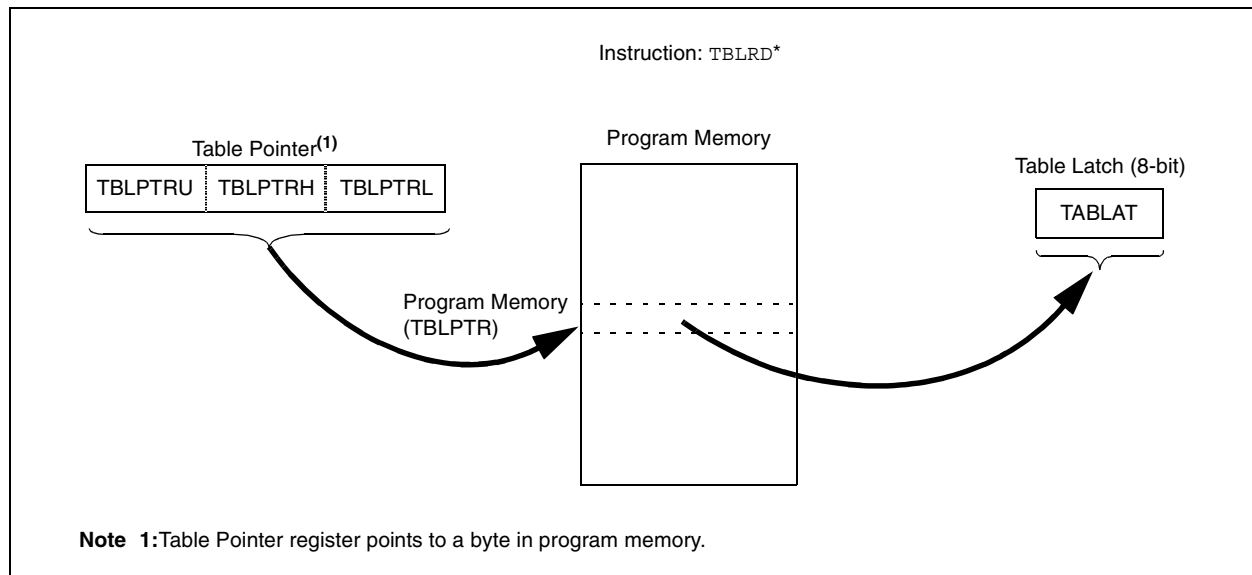 Instruction: TBLRD*
Table Pointer(1)
TBLPTRU TBLPTRH TBLPTRL
Program Memory
(TBLPTR)
Program Memory
Table Latch (8-bit)
TABLAT
Note 1:Table Pointer register points to a byte in program memory.